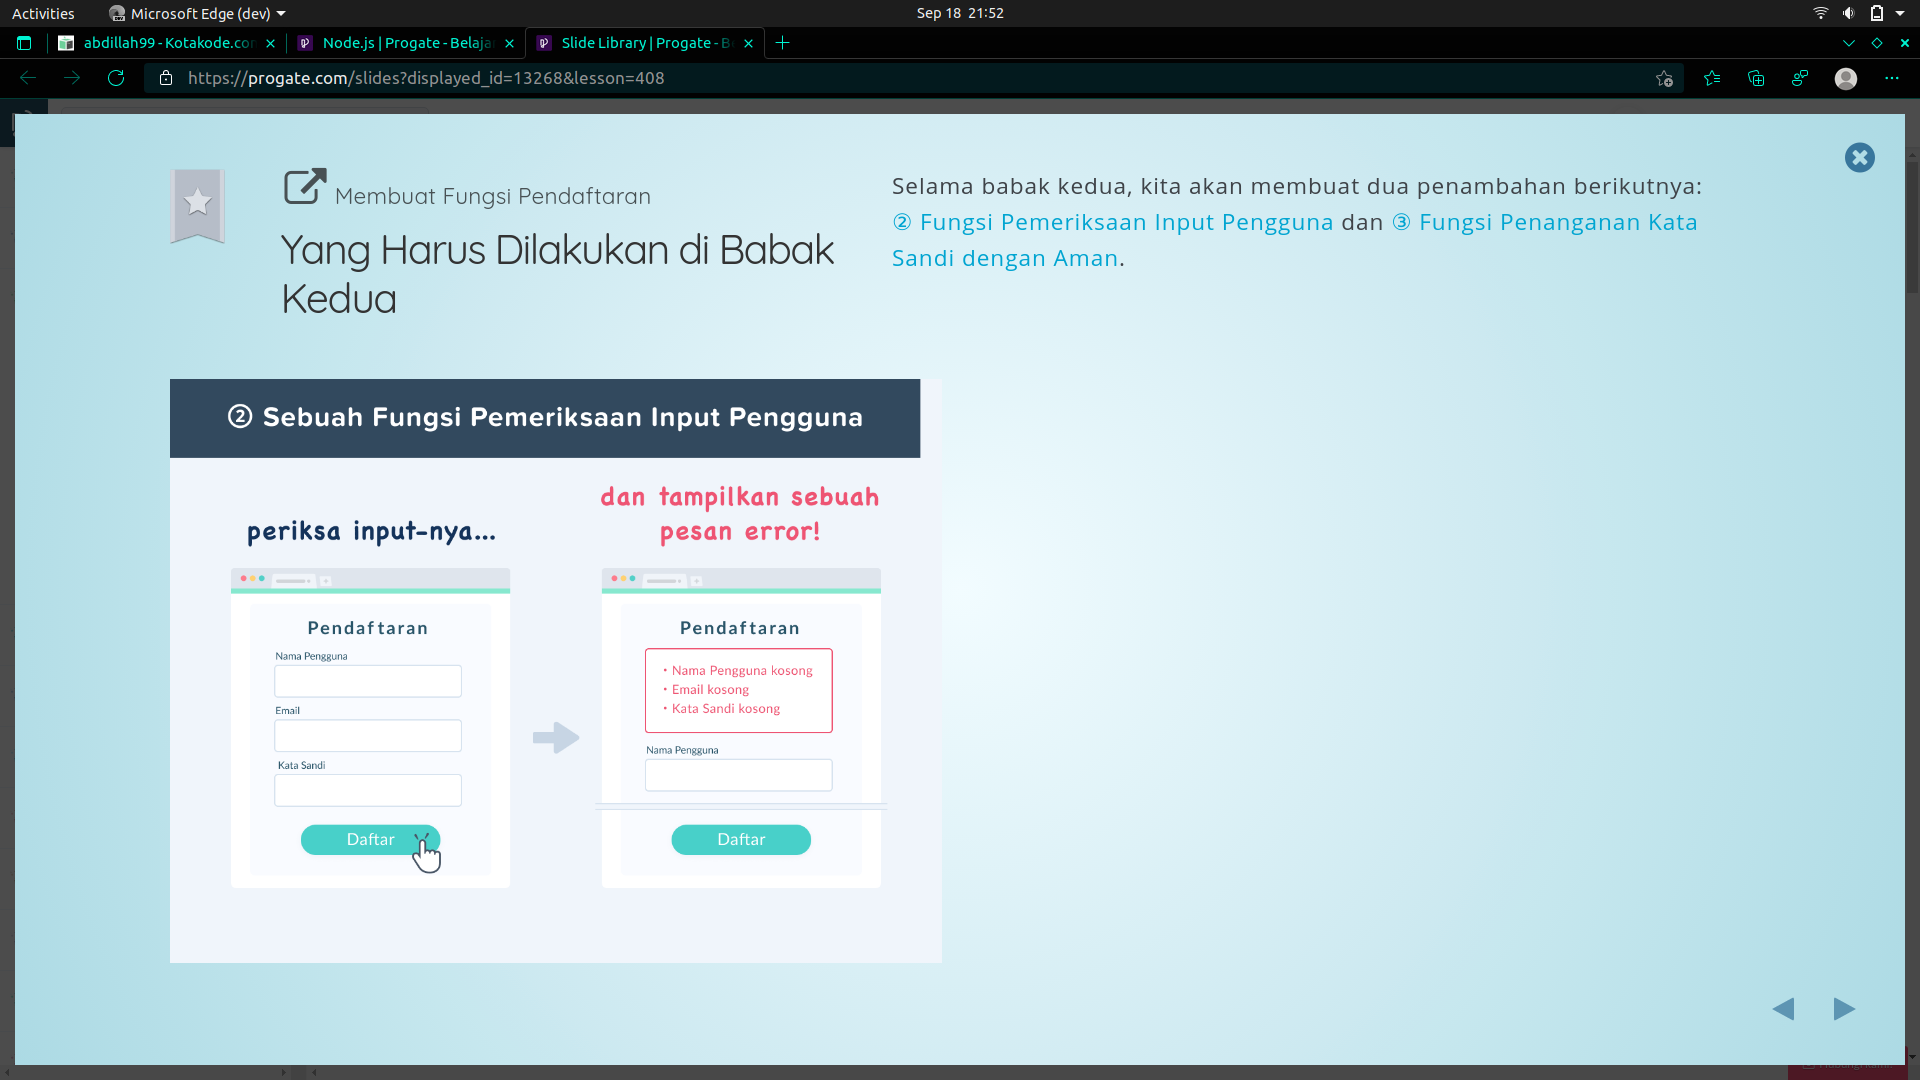 Activities
Microsoft Edge (dev)
Sep 18 21:52
abdillah99 - Kotakode.co
Node.js | Progate - Belaja
Slide Library | Progate - B
https://progate.com/slides?displayed_id=13268&lesson=408
Membuat Fungsi Pendaftaran
Yang Harus Dilakukan di Babak
Kedua
Selama babak kedua, kita akan membuat dua penambahan berikutnya:
② Fungsi Pemeriksaan Input Pengguna dan ③ Fungsi Penanganan Kata
Sandi dengan Aman.
② Sebuah Fungsi Pemeriksaan Input Pengguna
periksa input-nya...
dan tampilkan sebuah
pesan error!
Pendaftaran
Nama Pengguna
Email
Kata Sandi
Daftar
Pendaftaran
• Nama Pengguna kosong
• Email kosong
• Kata Sandi kosong
Nama Pengguna
Daftar